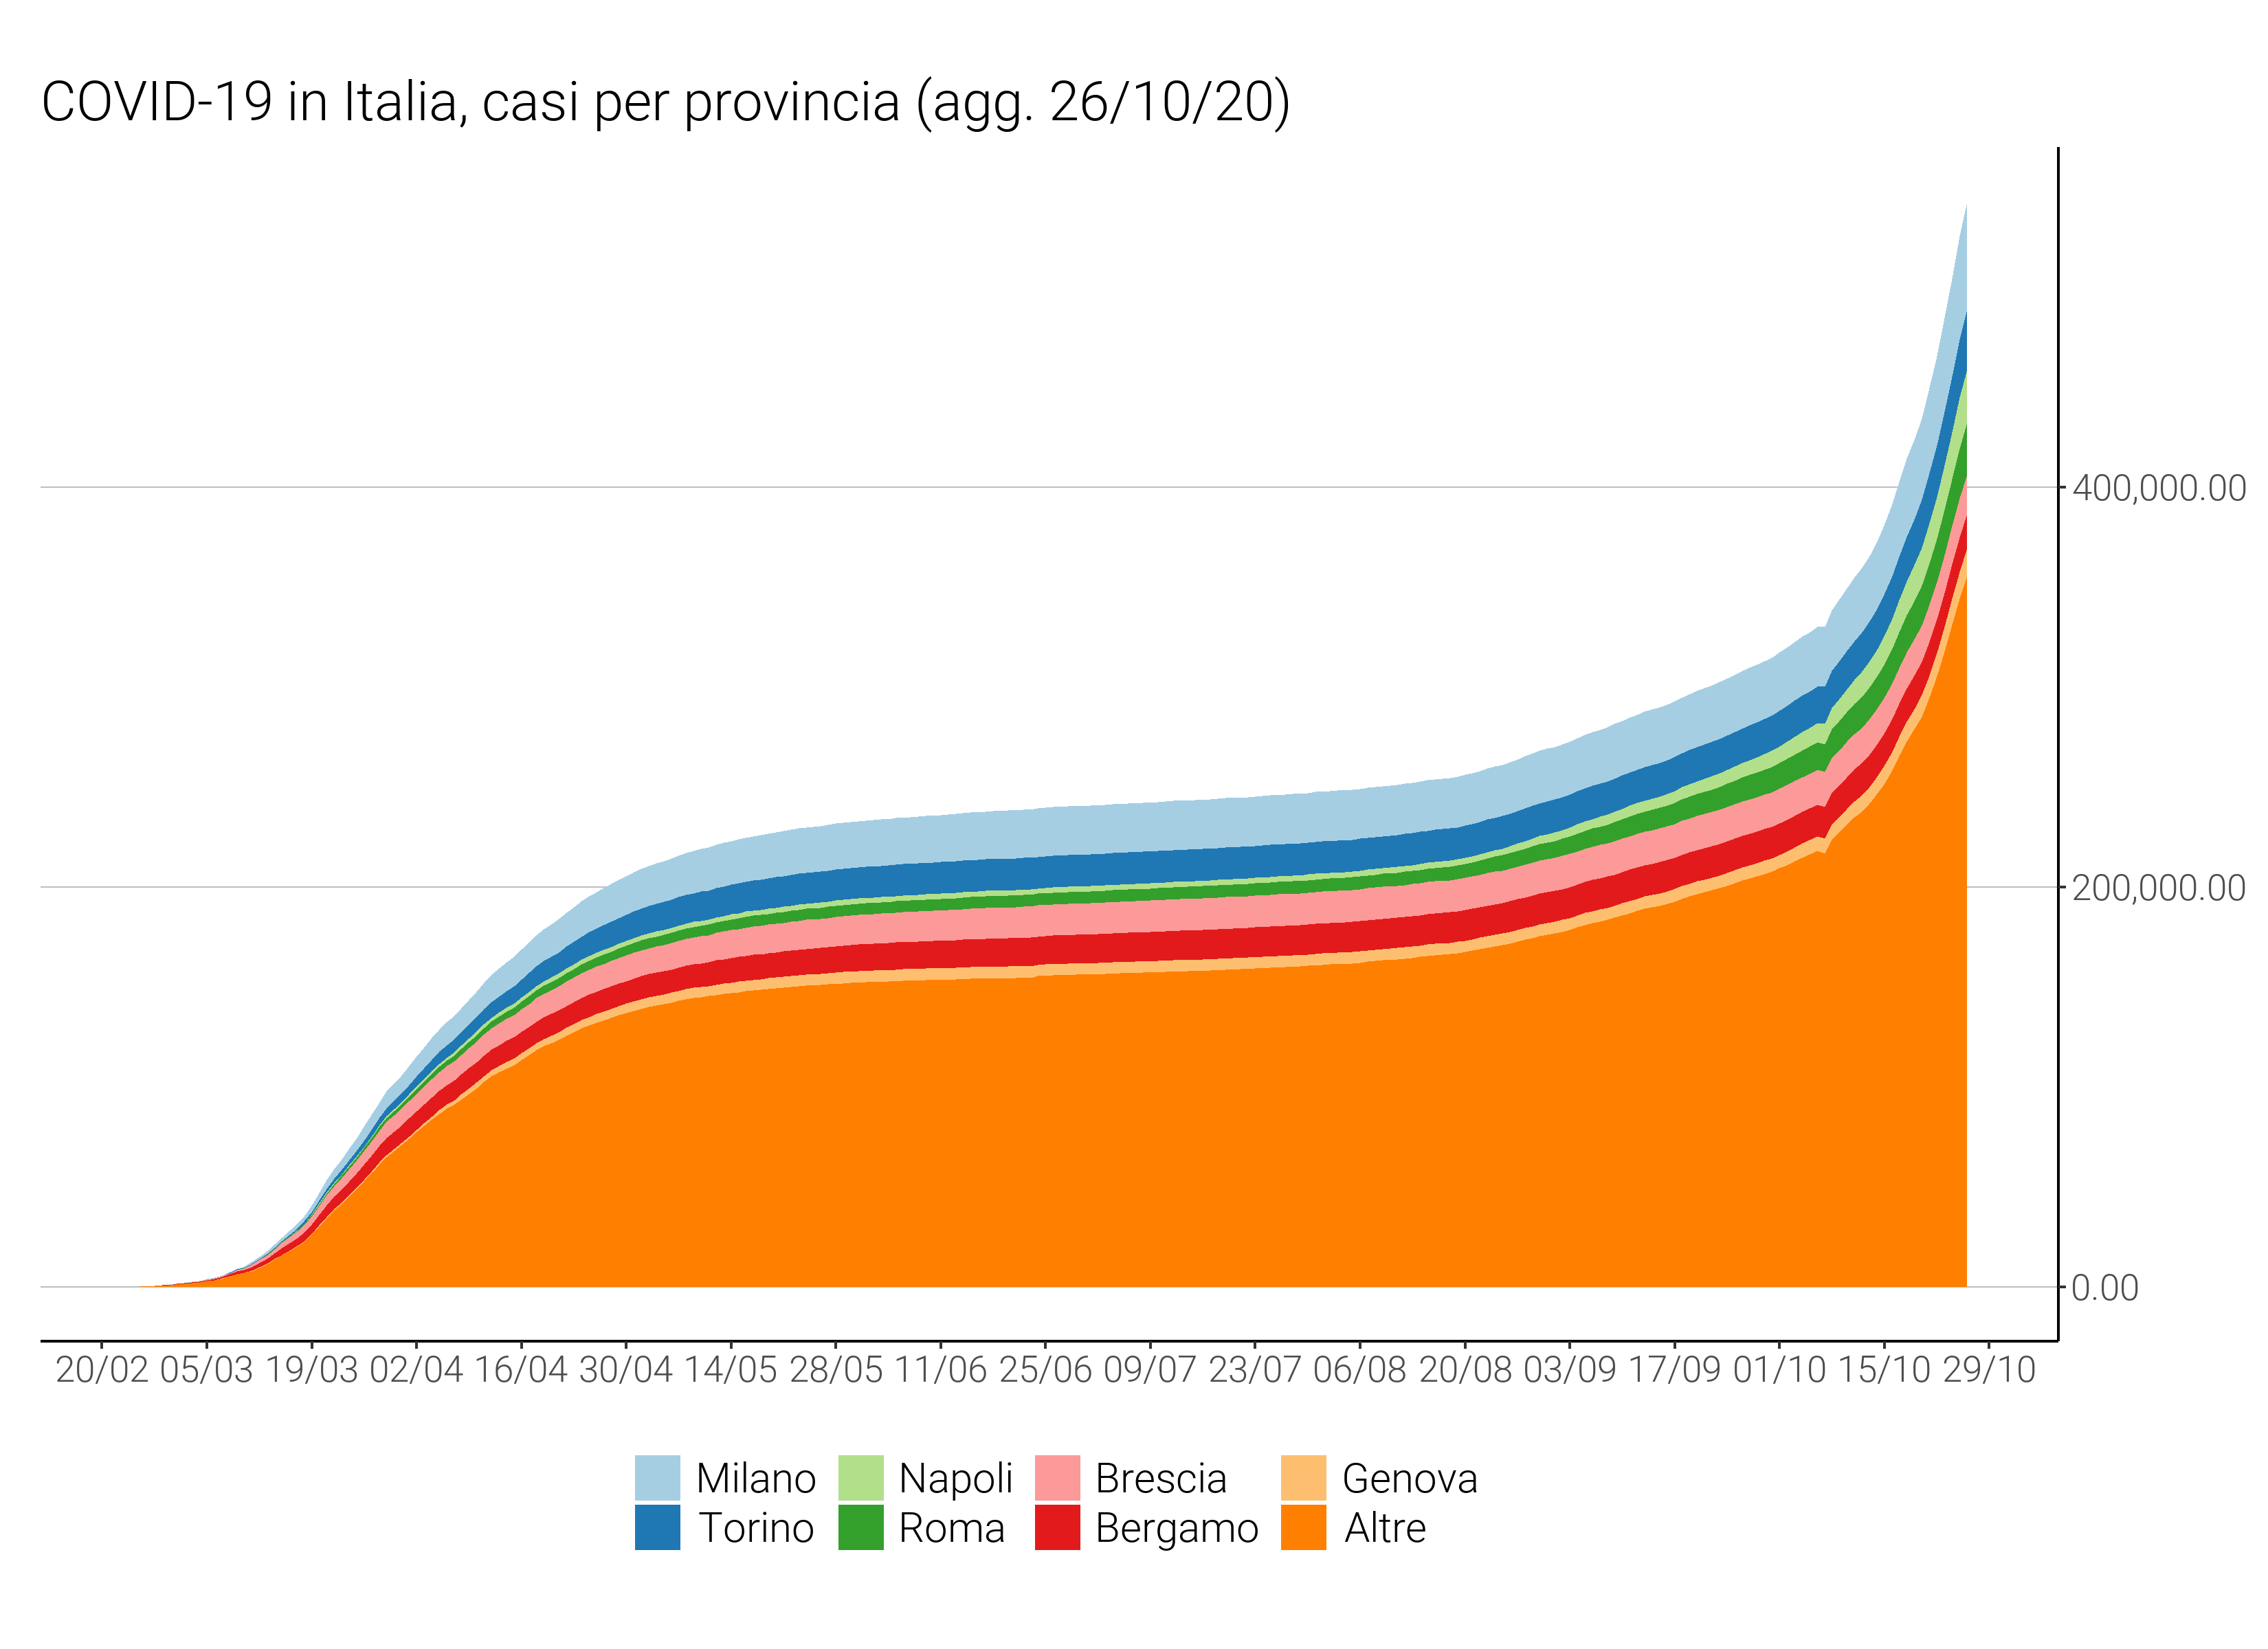 COVID-19 in Italia, casi per provincia (agg. 26/10/20)
400,000.00
200,000.00
0.00
20/02 05/03 19/03 02/04 16/04 30/04 14/05 28/05 11/06 25/06 09/07 23/07 06/08 20/08 03/09 17/09 01/10 15/10 29/10
Milano Napoli Brescia Genova
Torino Roma Bergamo Altre